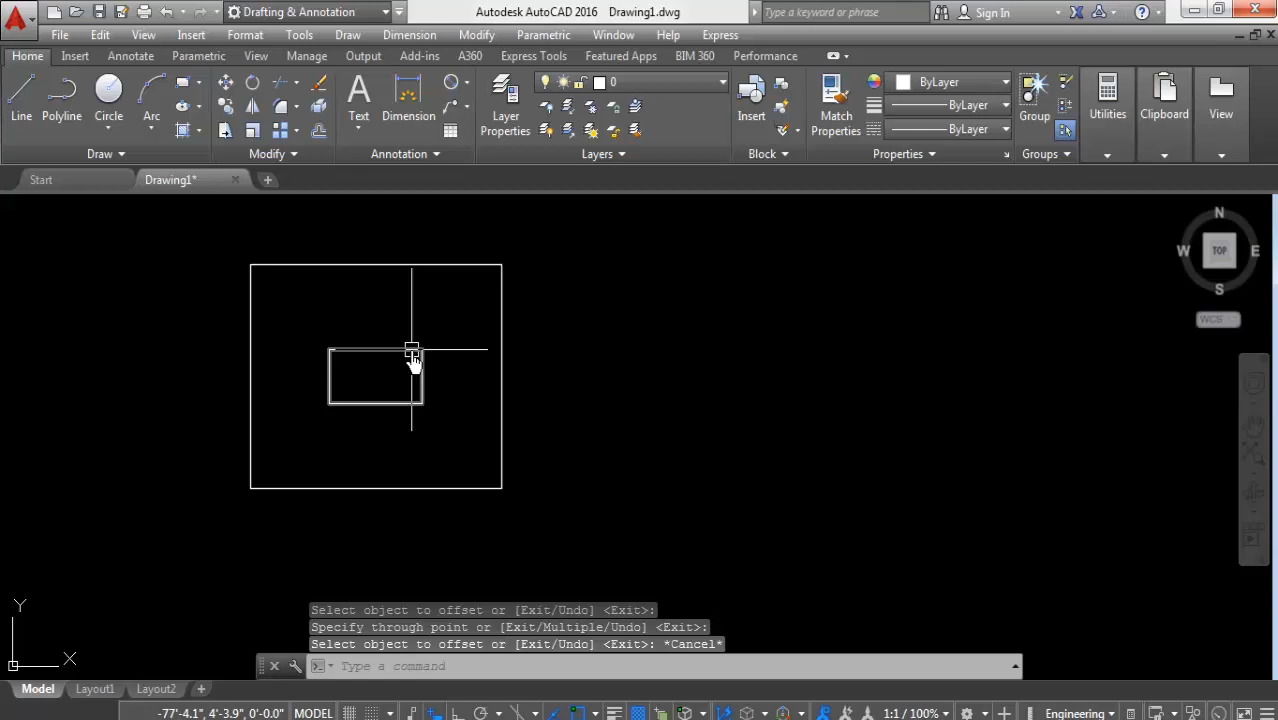 Drafting & Annotation
Autodesk AutoCAD 2016 Drawing1.dwg
Type a keyword or phrase
Sign In
File Edit View Insert Format Tools Draw Dimension Modify Parametric Window Help Express
Home Insert Annotate Parametric View Manage Output Add-ins A360 Express Tools Featured Apps BIM 360 Performance
0
ByLayer
ByLayer
ByLayer
Line Polyline Circle Arc
Text Dimension
Layer
Properties
Insert
Match
Properties
Group
Utilities
Clipboard
View
Draw
Modify
Annotation
Layers
Block
Properties
Groups
Start
Drawing1*
N
W TOP E
S
WCS
Select object to offset or [Exit/Undo] <Exit>:
Specify through point or [Exit/Multiple/Undo] <Exit>:
Select object to offset or [Exit/Undo] <Exit>: *Cancel*
Type a command
Y
X
Model Layout1 Layout2
-77'-4.1", 4'-3.9", 0'-0.0" MODEL
1:1 / 100%
Engineering